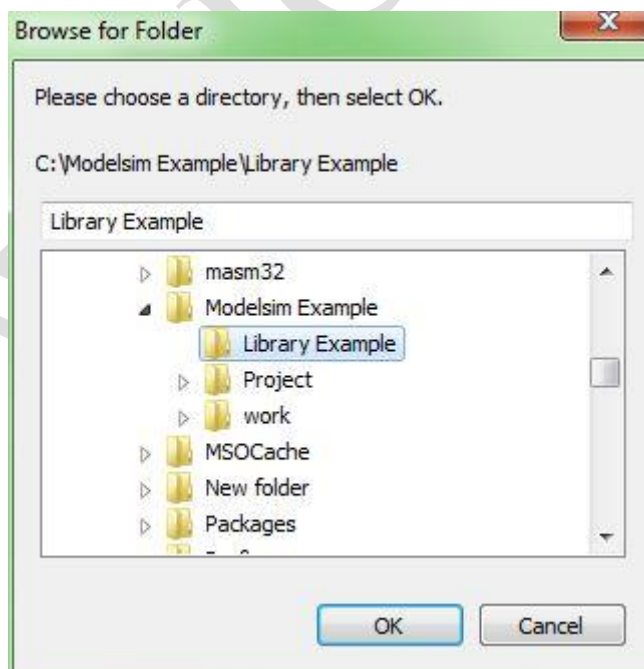 Browse for Folder
Please choose a directory, then select OK.
C:\Modelsim Example\Library Example
Library Example
masm32
Modelsim Example
Library Example
Project
work
MSOCache
New folder
Packages
OK
Cancel